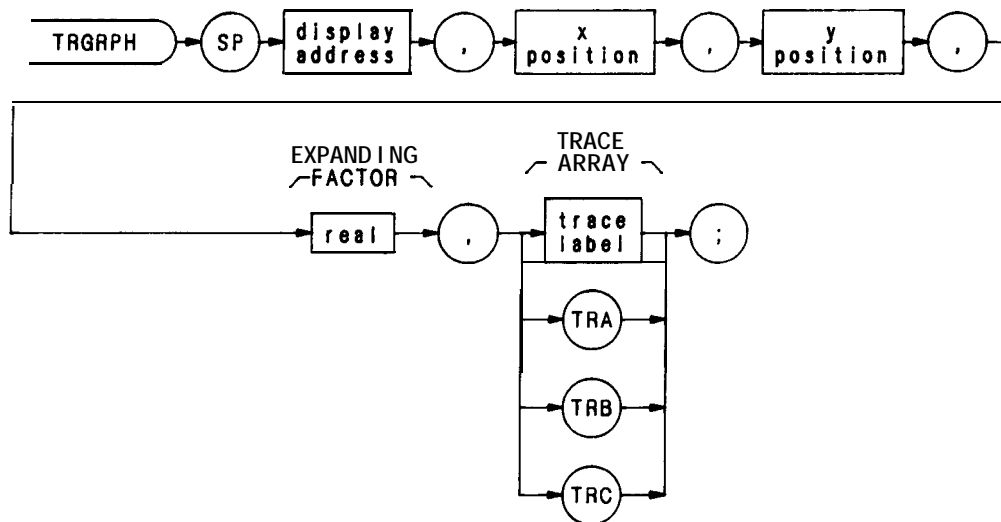 TRGRPH SP display address , x position , y position ,
EXPANDING FACTOR
TRACE ARRAY
real , trace label ;
TRA
TRB
TRC